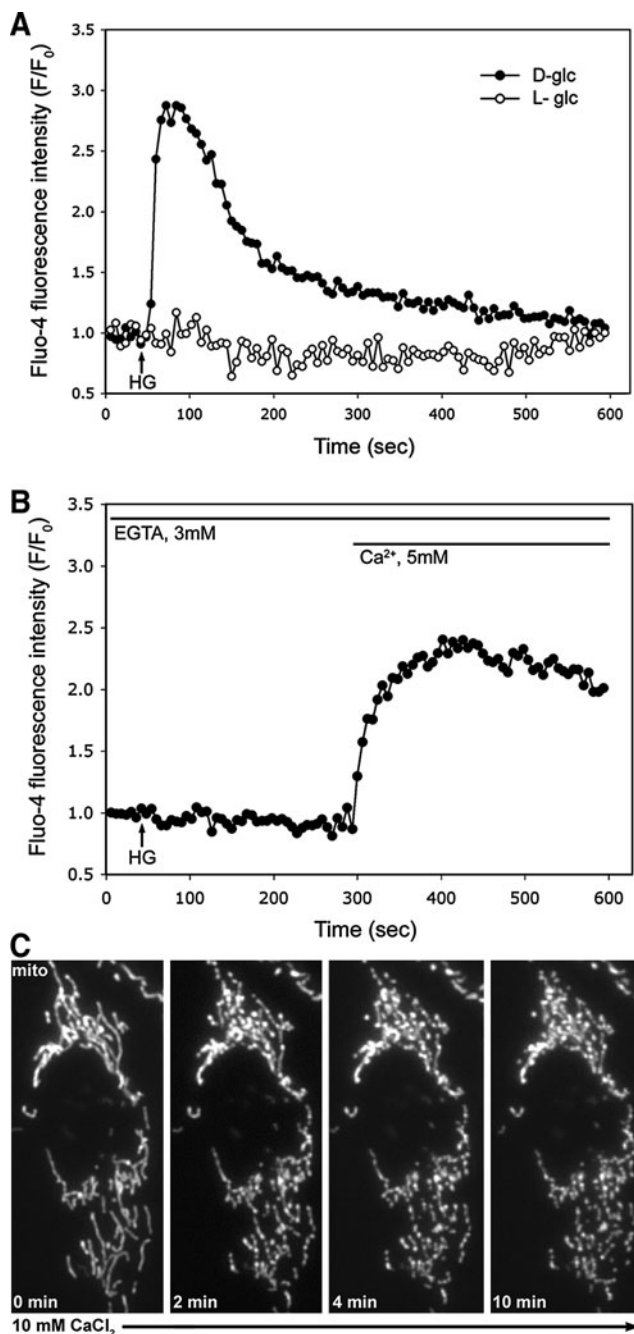 A
Fluo-4 fluorescence intensity (F/F₀)
3.5
3.0
2.5
2.0
1.5
1.0
0.5
D-glc
L- glc
HG
0
100
200
300
400
500
600
Time (sec)
B
Fluo-4 fluorescence intensity (F/F₀)
3.5
3.0
2.5
2.0
1.5
1.0
0.5
EGTA, 3mM
Ca²⁺, 5mM
HG
0
100
200
300
400
500
600
Time (sec)
C
mito
0 min
2 min
4 min
10 min
10 mM CaCl₂